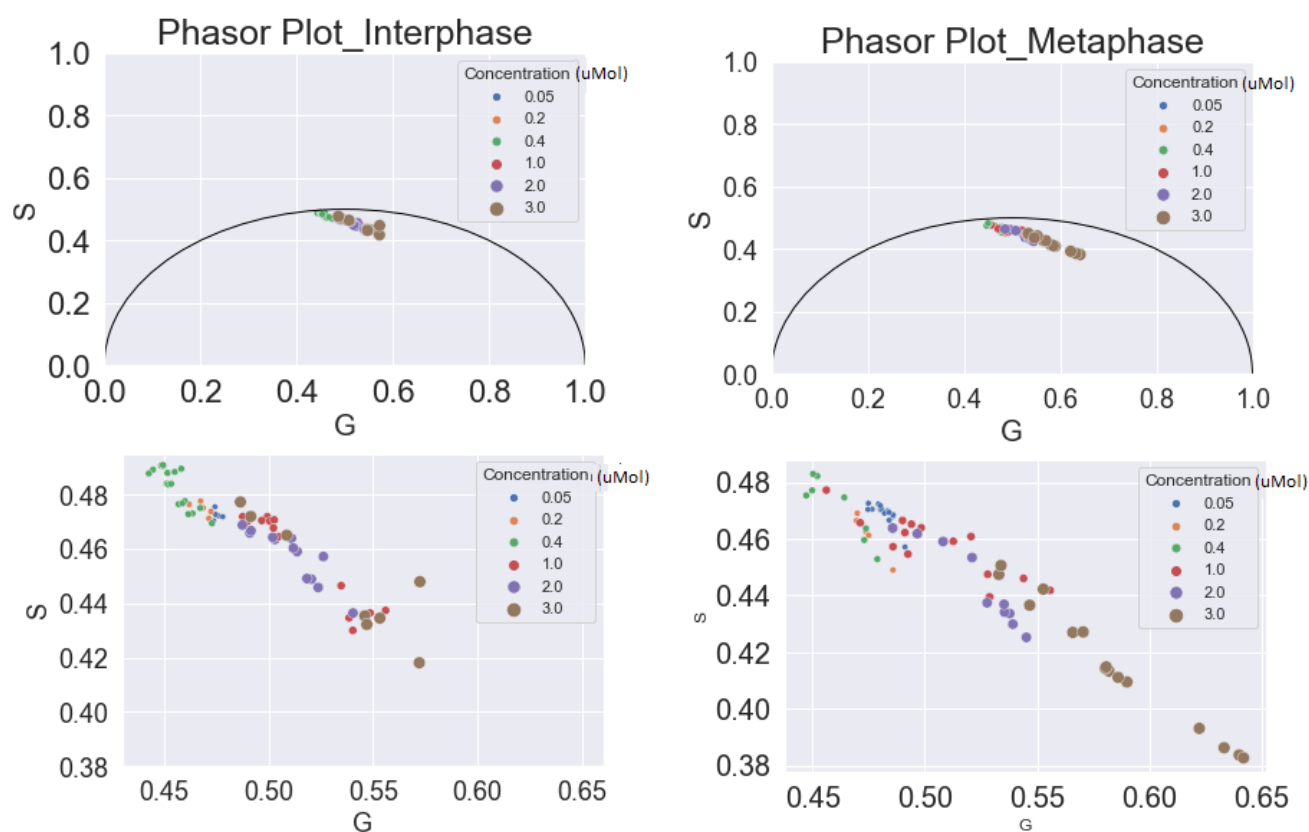 Phasor Plot_Interphase
S
1.0
0.8
0.6
0.4
0.2
0.0
Concentration (uMol)
0.05
0.2
0.4
1.0
2.0
3.0
0.0 0.2 0.4 0.6 0.8 1.0
G
Phasor Plot_Metaphase
S
1.0
0.8
0.6
0.4
0.2
0.0
Concentration (uMol)
0.05
0.2
0.4
1.0
2.0
3.0
0.0 0.2 0.4 0.6 0.8 1.0
G
S
0.48
0.46
0.44
0.42
0.40
0.38
Concentration (uMol)
0.05
0.2
0.4
1.0
2.0
3.0
0.45 0.50 0.55 0.60 0.65
G
S
0.48
0.46
0.44
0.42
0.40
0.38
Concentration (uMol)
0.05
0.2
0.4
1.0
2.0
3.0
0.45 0.50 0.55 0.60 0.65
G